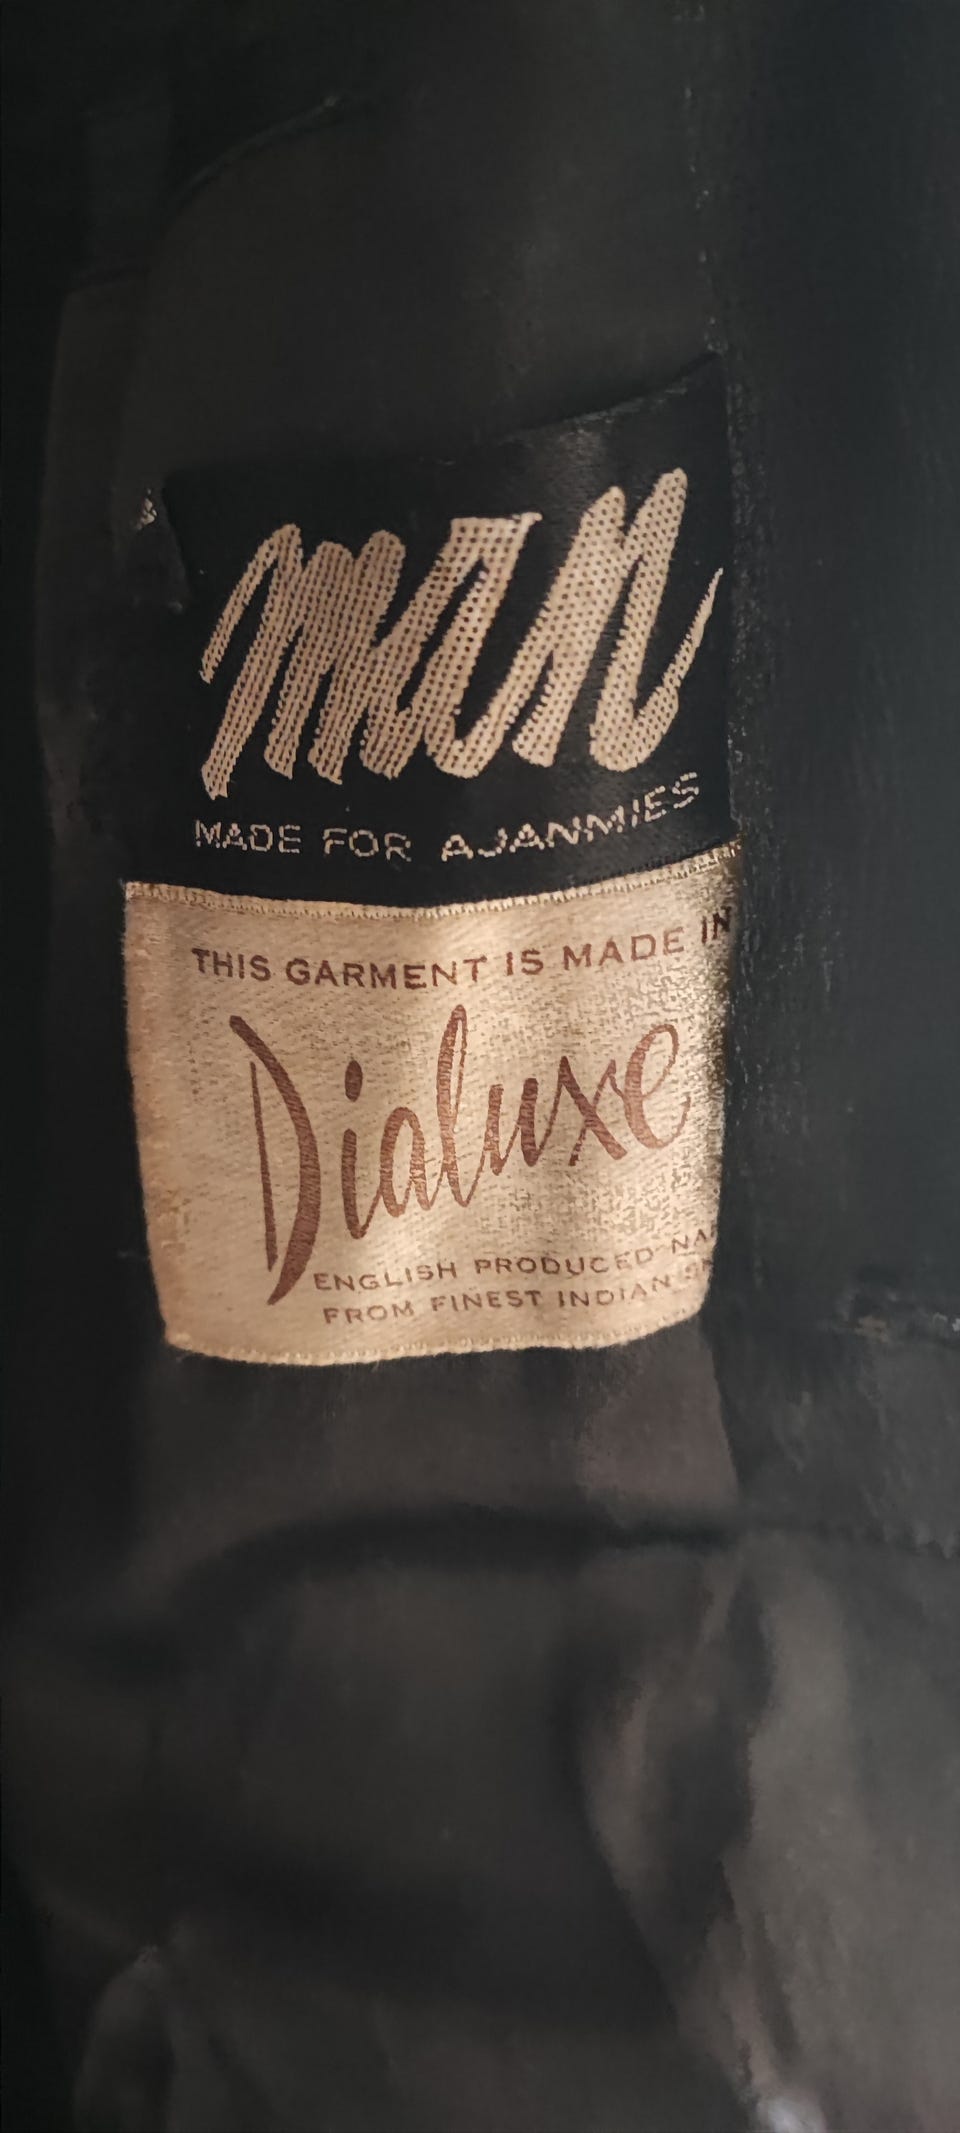 man
MADE FOR AJANMIES
THIS GARMENT IS MADE IN
Dialuxe
ENGLISH PRODUCED
FROM FINEST INDIAN